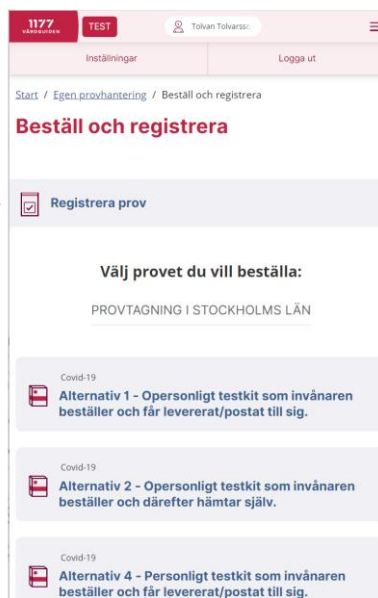 1177
VÅRDGUIDEN
TEST
Tolvan Tolvarsso
Inställningar
Logga ut
Start / Egen provhantering / Beställ och registrera
Beställ och registrera
Registrera prov
Välj provet du vill beställa:
PROVTAGNING I STOCKHOLMS LÄN
Covid-19
Alternativ 1 - Opersonligt testkit som invånaren
beställer och får levererat/postat till sig.
Covid-19
Alternativ 2 - Opersonligt testkit som invånaren
beställer och därefter hämtar själv.
Covid-19
Alternativ 4 - Personligt testkit som invånaren
beställer och får levererat/postat till sig.